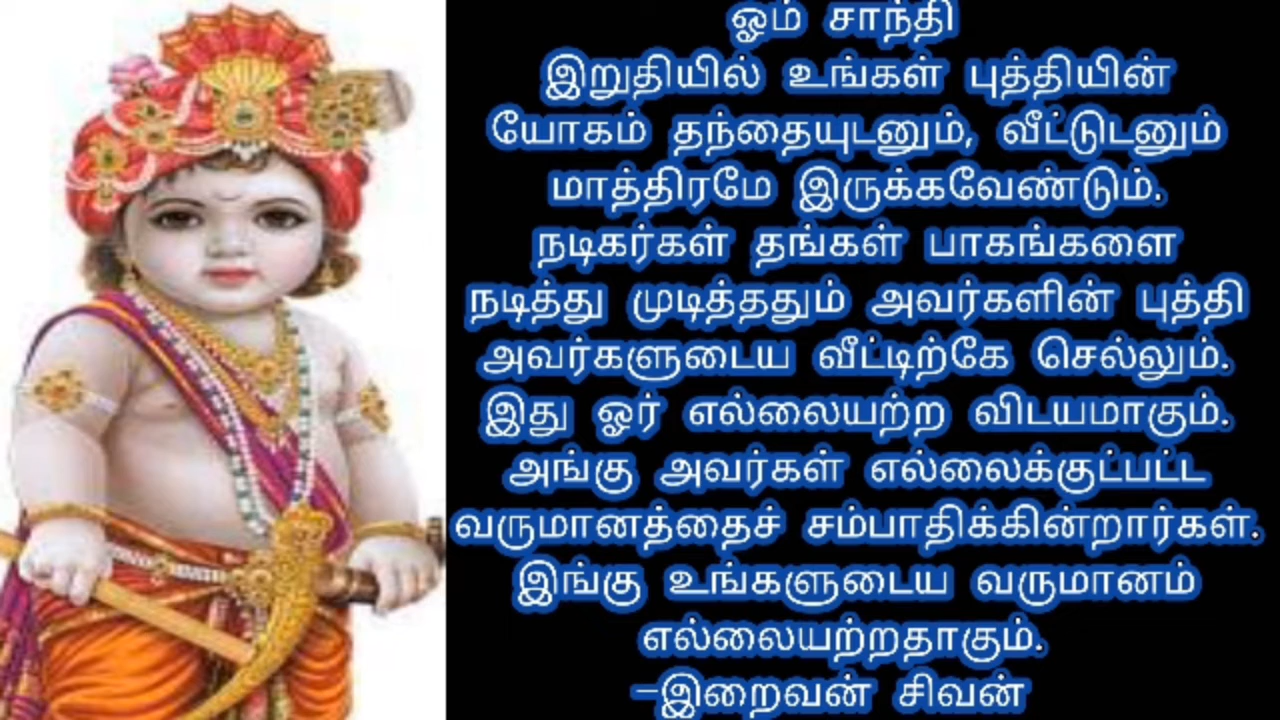 ஓம் சாந்தி
இறுதியில் உங்கள் புத்தியின்
யோகம் தந்தையுடனும், வீட்டுடனும்
மாத்திரமே இருக்கவேண்டும்.
நடிகர்கள் தங்கள் பாகங்களை
நடித்து முடித்ததும் அவர்களின் புத்தி
அவர்களுடைய வீட்டிற்கே செல்லும்.
இது ஓர் எல்லையற்ற விடயமாகும்.
அங்கு அவர்கள் எல்லைக்குட்பட்ட
வருமானத்தைச் சம்பாதிக்கின்றார்கள்.
இங்கு உங்களுடைய வருமானம்
எல்லையற்றதாகும்.
-இறைவன் சிவன்